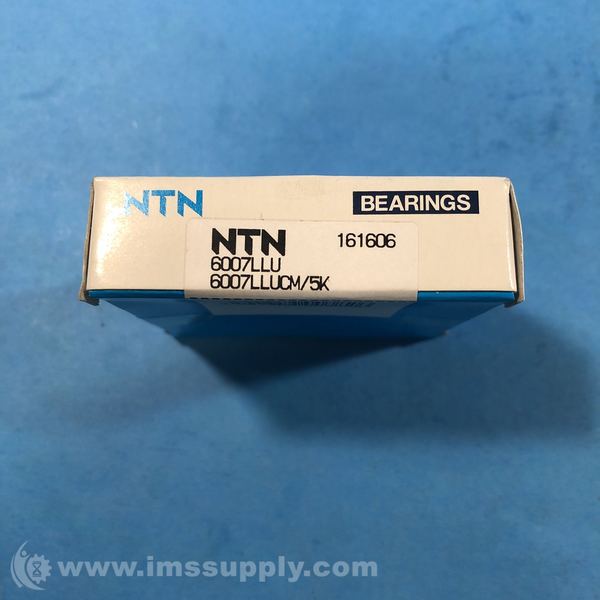 NTN
BEARINGS
NTN 161606
6007LLU
6007LLUCM/5K
www.imssupply.com